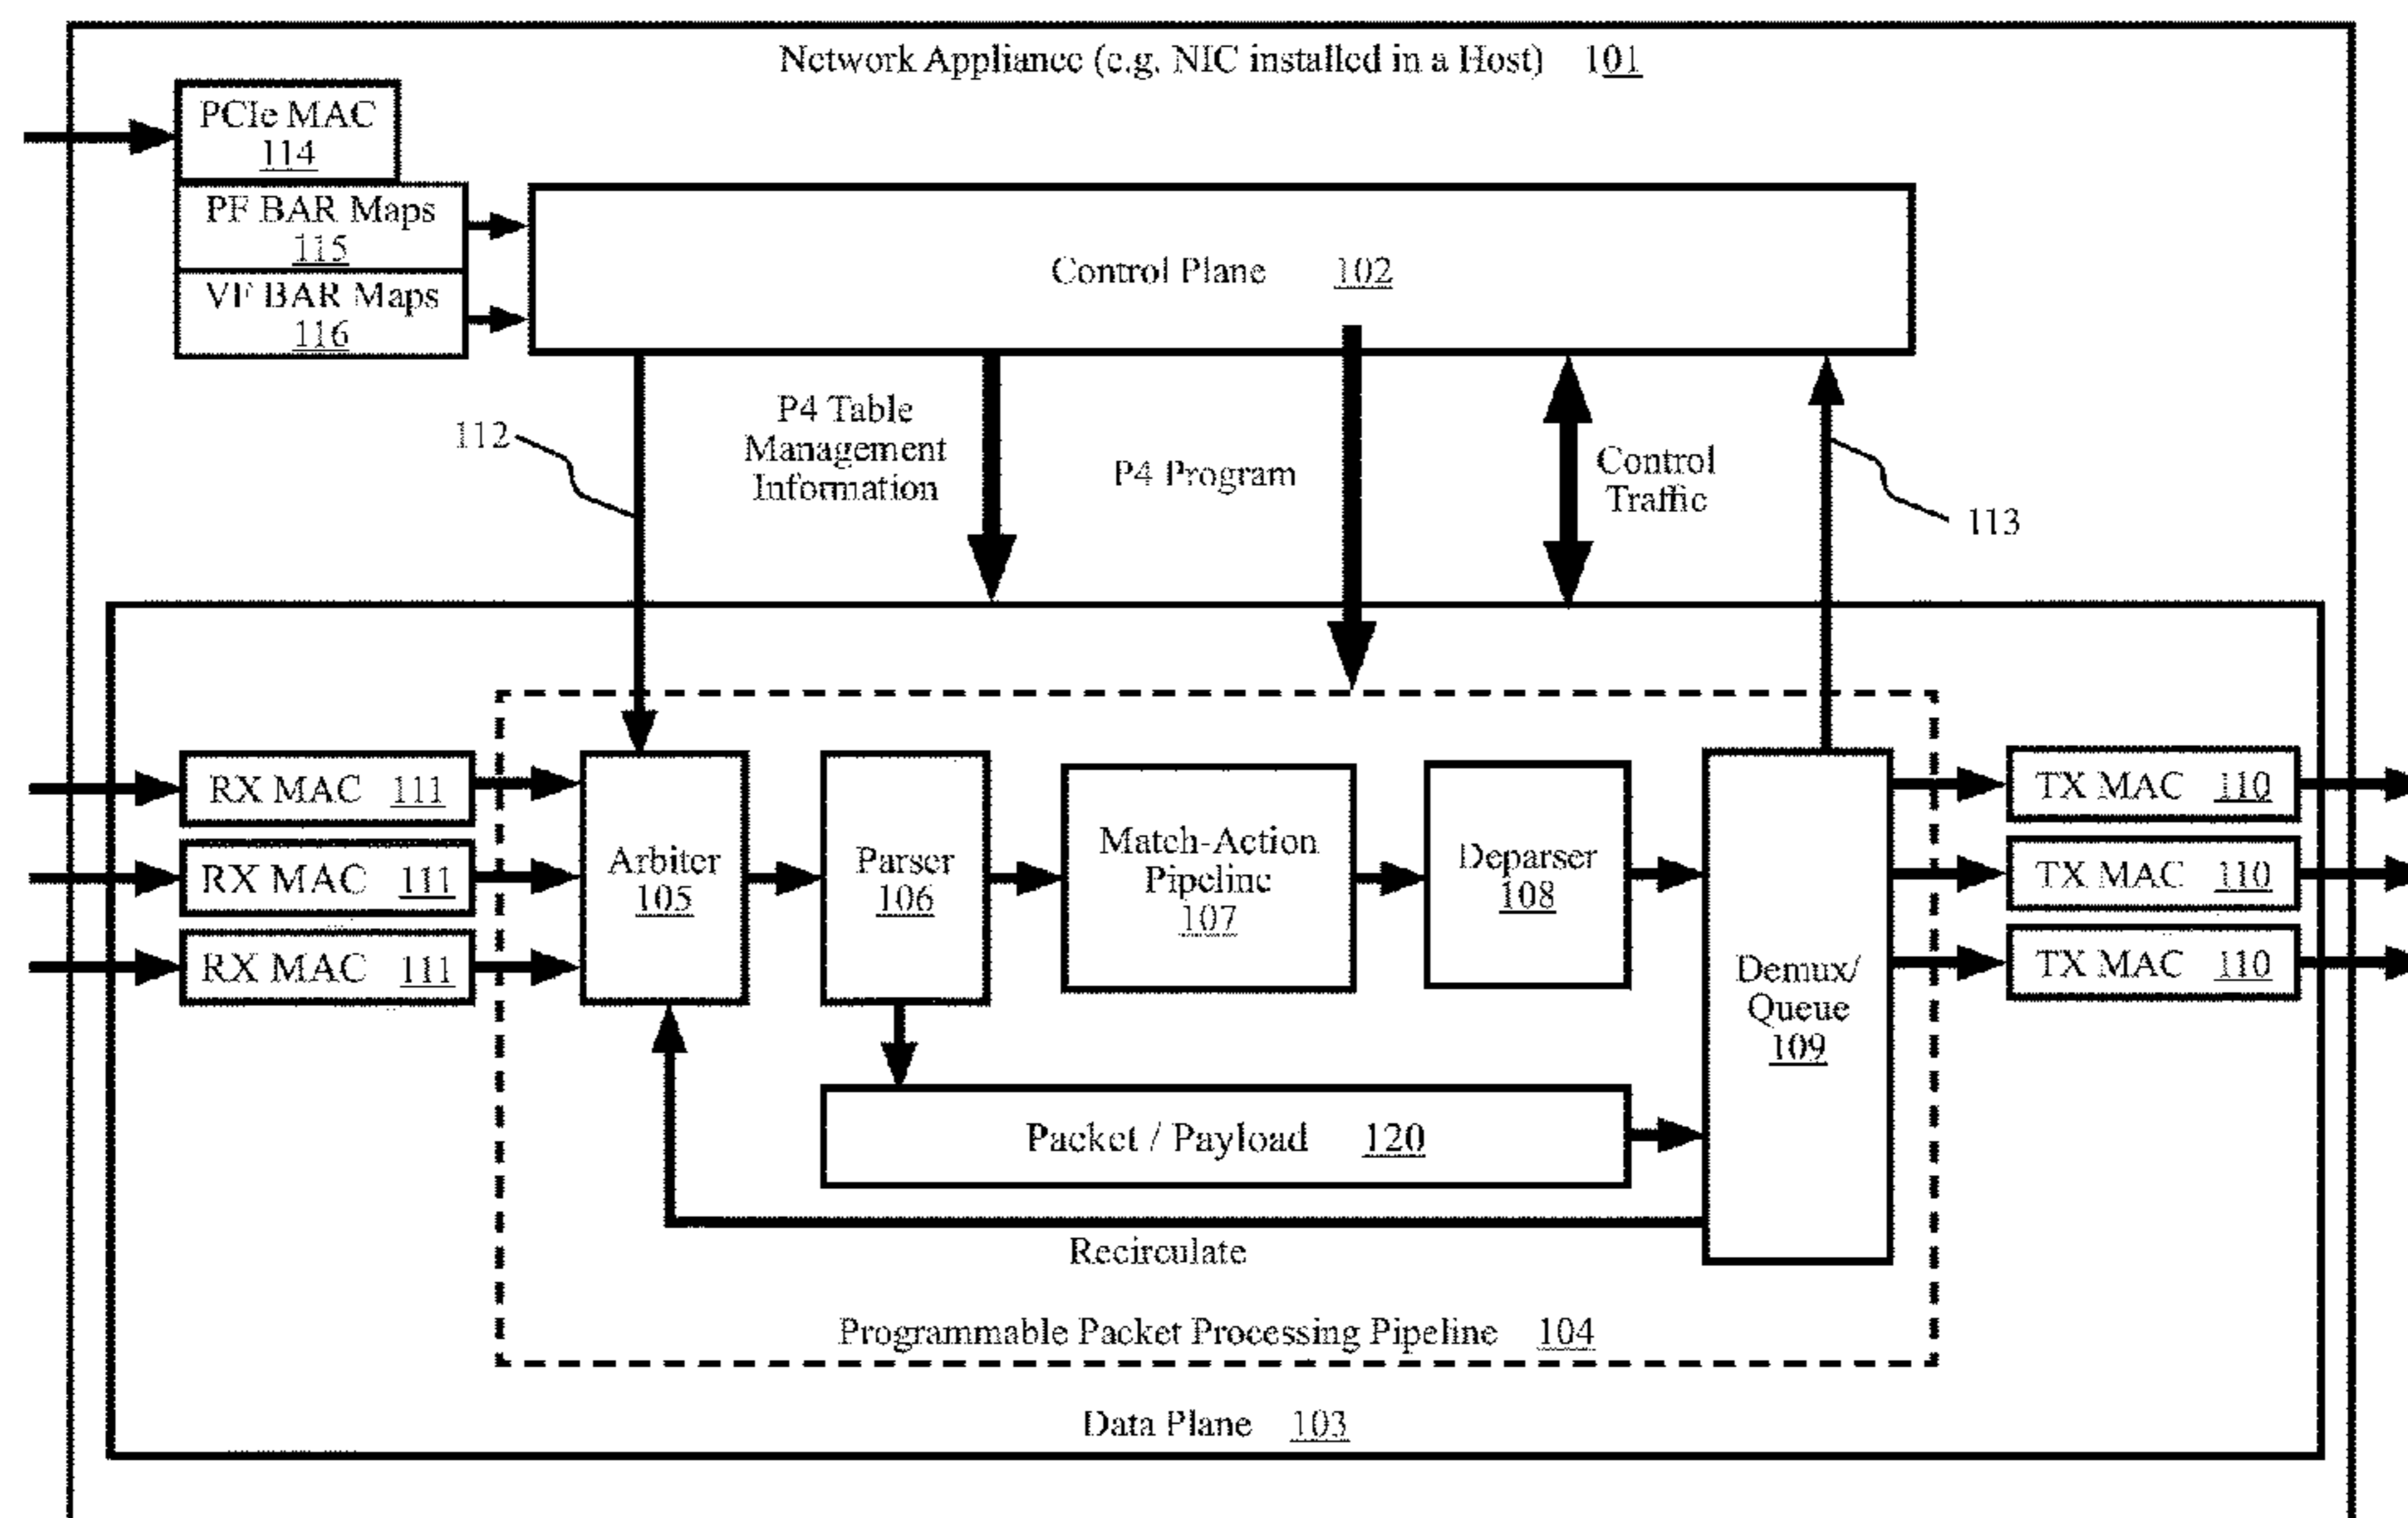 Network Appliance (e.g. NIC installed in a Host) 101
PCIe MAC
114
PF BAR Maps
115
VF BAR Maps
116
Control Plane 102
112
P4 Table
Management
Information
P4 Program
Control
Traffic
113
RX MAC 111
RX MAC 111
RX MAC 111
Arbiter
105
Parser
106
Match-Action
Pipeline
107
Deparser
108
Demux/
Queue
109
TX MAC 110
TX MAC 110
TX MAC 110
Packet / Payload 120
Recirculate
Programmable Packet Processing Pipeline 104
Data Plane 103